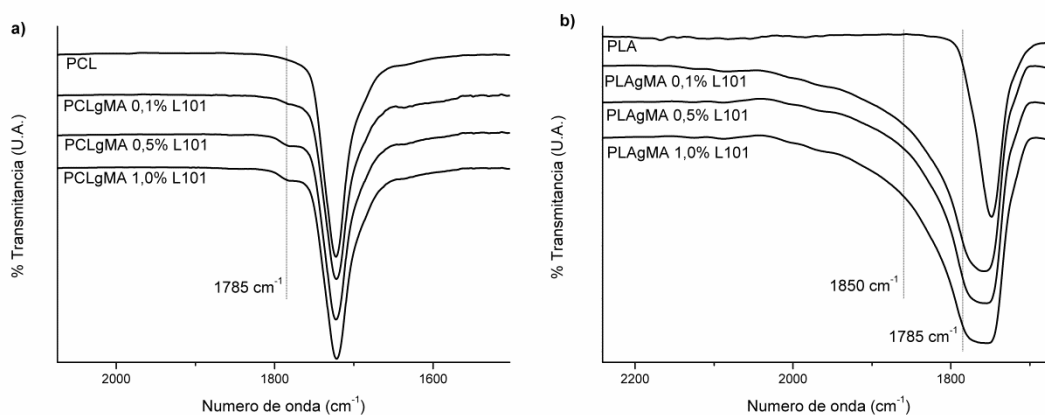 a)
PCL
PCLgMA 0,1% L101
PCLgMA 0,5% L101
PCLgMA 1,0% L101
1785 cm⁻¹
% Transmitancia (U.A.)
2000
1800
1600
Numero de onda (cm⁻¹)
b)
PLA
PLAgMA 0,1% L101
PLAgMA 0,5% L101
PLAgMA 1,0% L101
1850 cm⁻¹
1785 cm⁻¹
% Transmitancia (U.A.)
2200
2000
1800
Numero de onda (cm⁻¹)